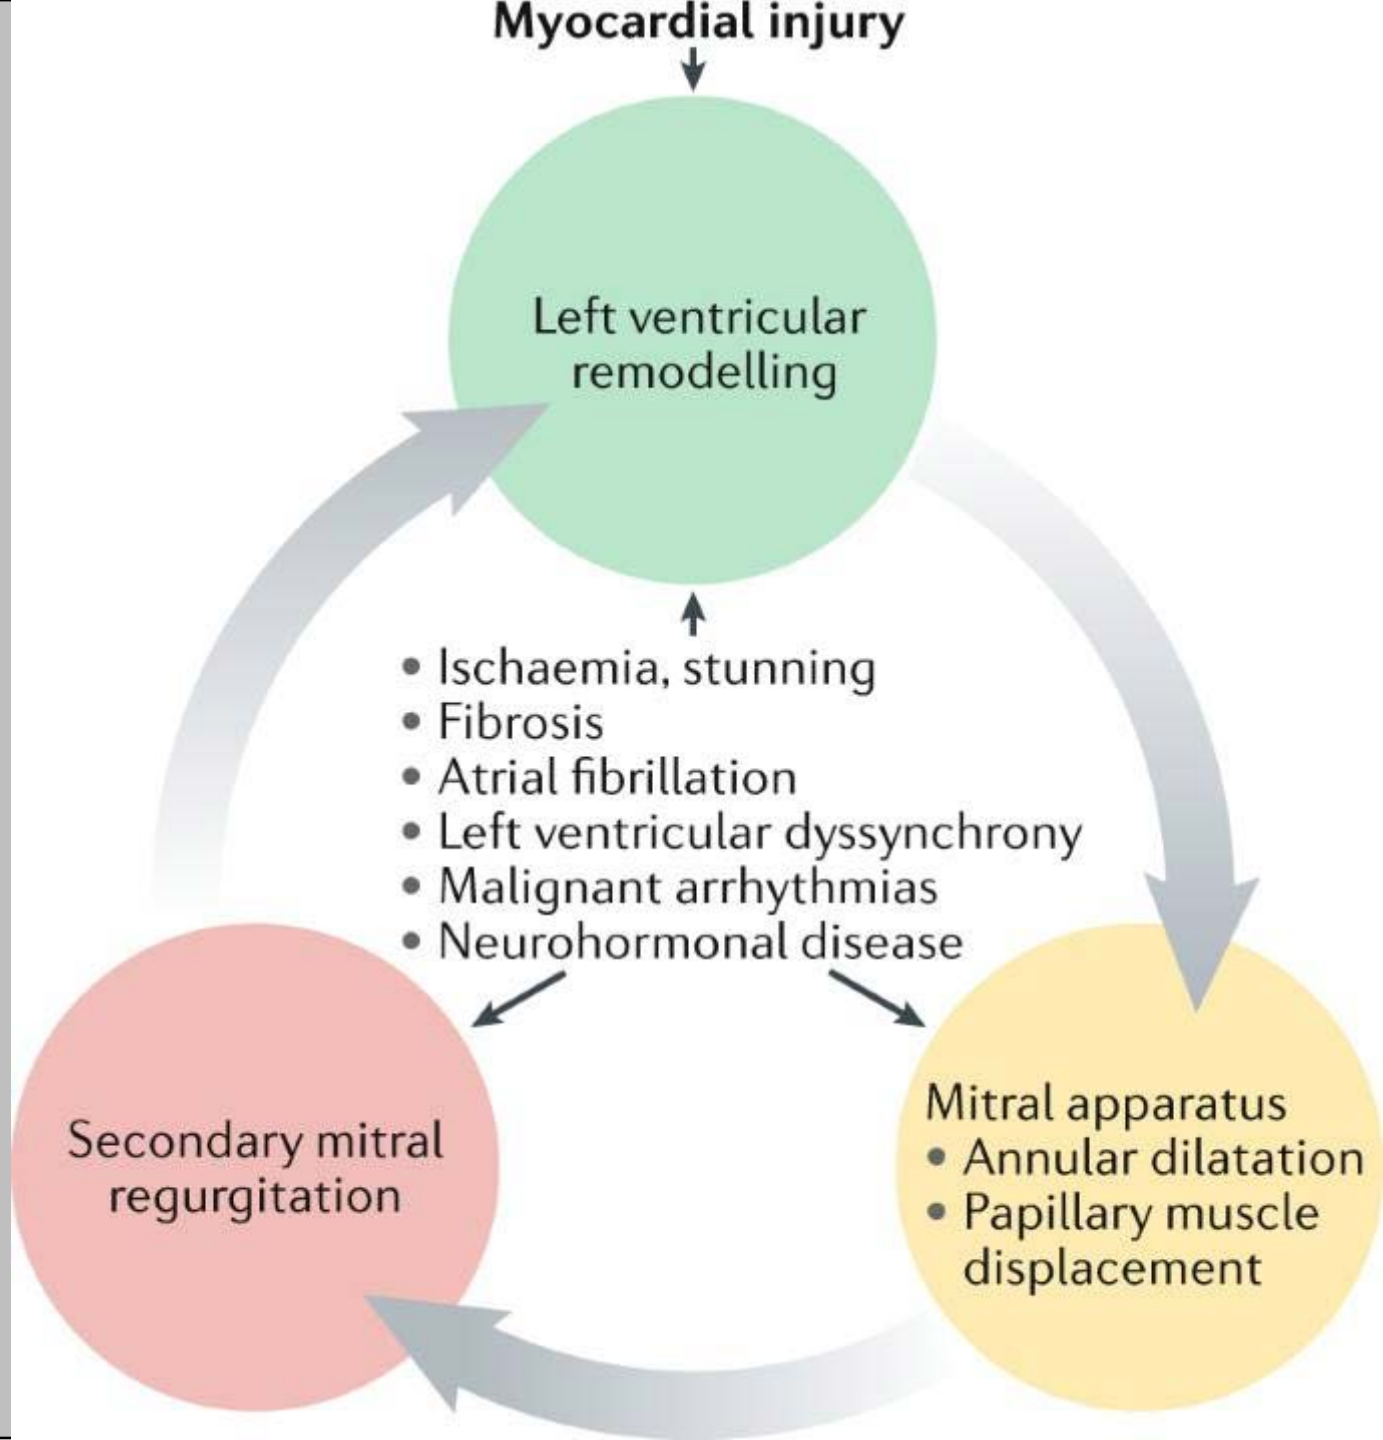 Myocardial injury
Left ventricular
remodelling
• Ischaemia, stunning
• Fibrosis
• Atrial fibrillation
• Left ventricular dyssynchrony
• Malignant arrhythmias
• Neurohormonal disease
Secondary mitral
regurgitation
Mitral apparatus
• Annular dilatation
• Papillary muscle
displacement